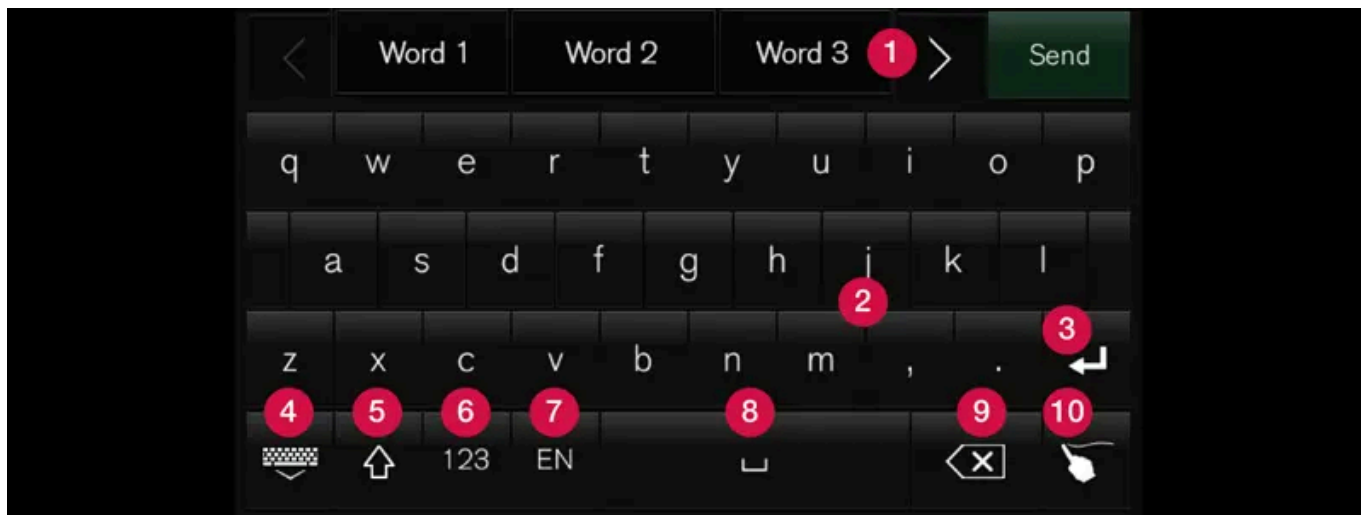 Word 1 Word 2 Word 3 1 Send
q w e r t y u i o p
a s d f g h j k l
2
3
z x c v b n m , .
4 5 6 7 8 9 10
123 EN